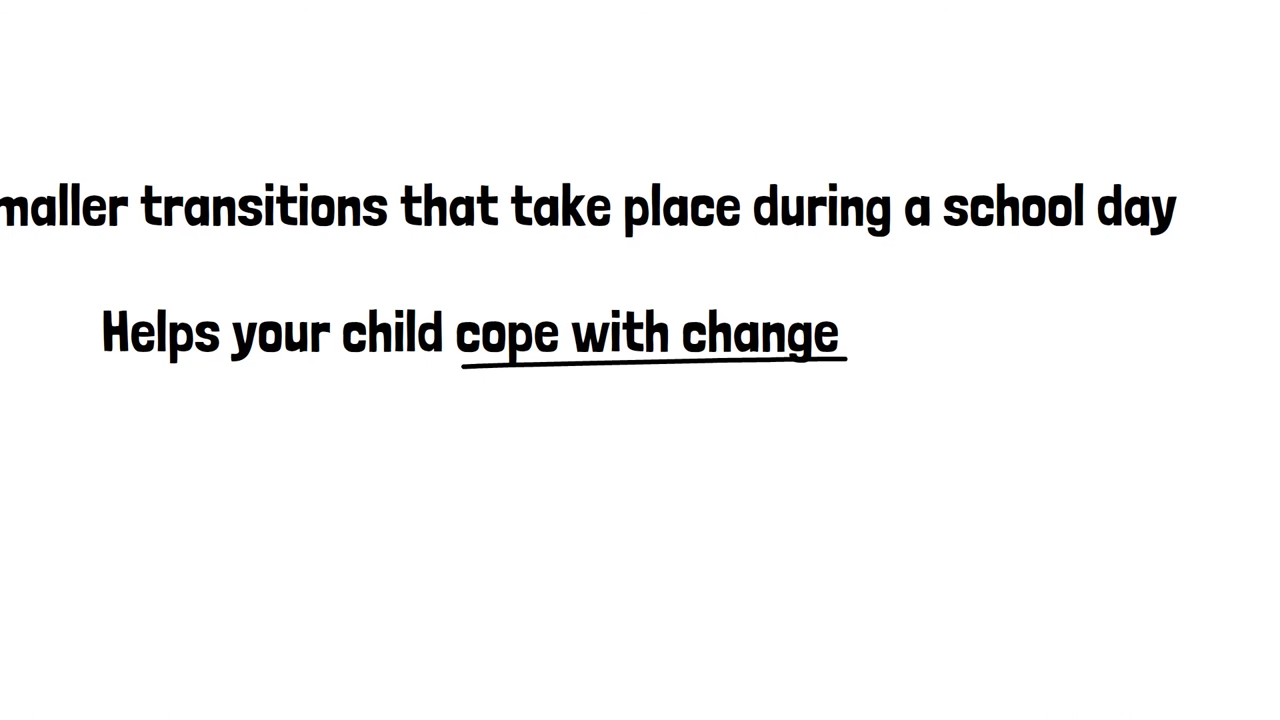 maller transitions that take place during a school day
Helps your child cope with change